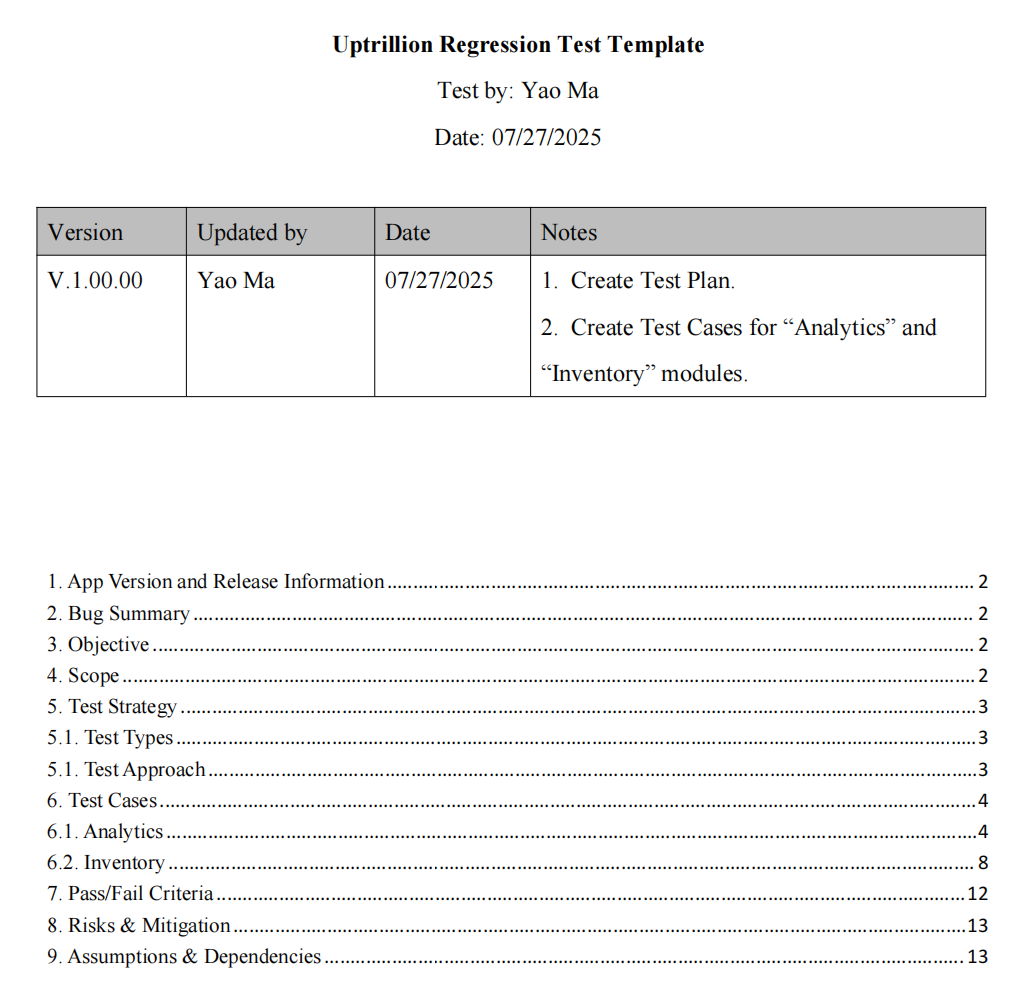 Uptrillion Regression Test Template
Test by: Yao Ma
Date: 07/27/2025
Version Updated by Date Notes
V.1.00.00 Yao Ma 07/27/2025 1. Create Test Plan.
2. Create Test Cases for “Analytics” and
“Inventory” modules.
1. App Version and Release Information 2
2. Bug Summary 2
3. Objective 2
4. Scope 2
5. Test Strategy 3
5.1. Test Types 3
5.1. Test Approach 3
6. Test Cases 4
6.1. Analytics 4
6.2. Inventory 8
7. Pass/Fail Criteria 12
8. Risks & Mitigation 13
9. Assumptions & Dependencies 13